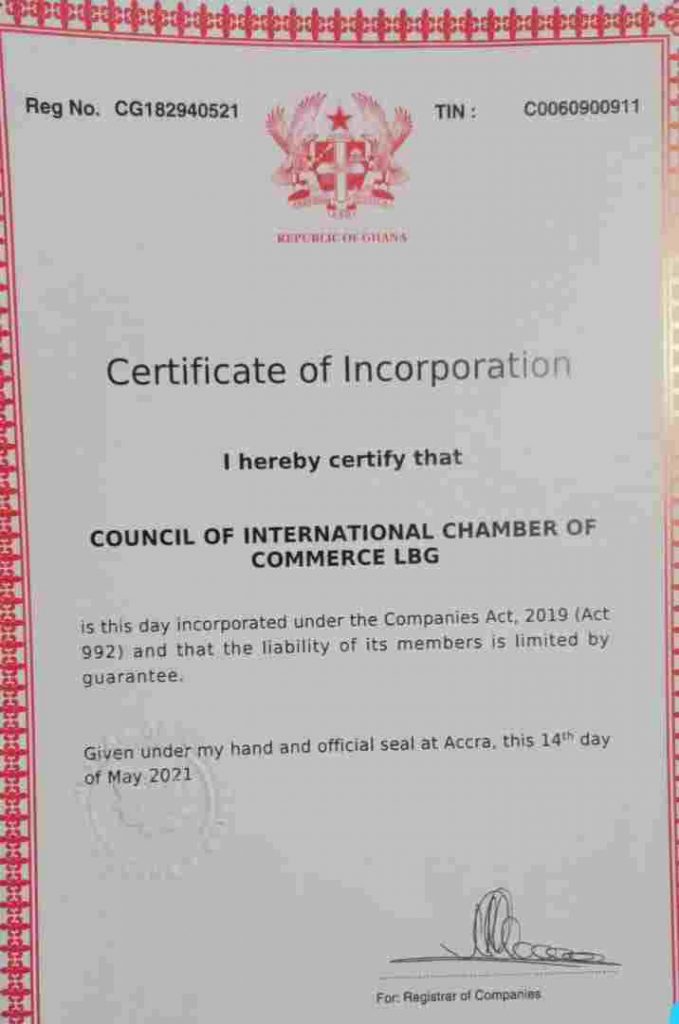 Reg No. CG182940521 TIN : C0060900911
REPUBLIC OF GHANA
Certificate of Incorporation
I hereby certify that
COUNCIL OF INTERNATIONAL CHAMBER OF
COMMERCE LBG
is this day incorporated under the Companies Act, 2019 (Act
992) and that the liability of its members is limited by
guarantee.
Given under my hand and official seal at Accra, this 14th day
of May 2021
For: Registrar of Companies